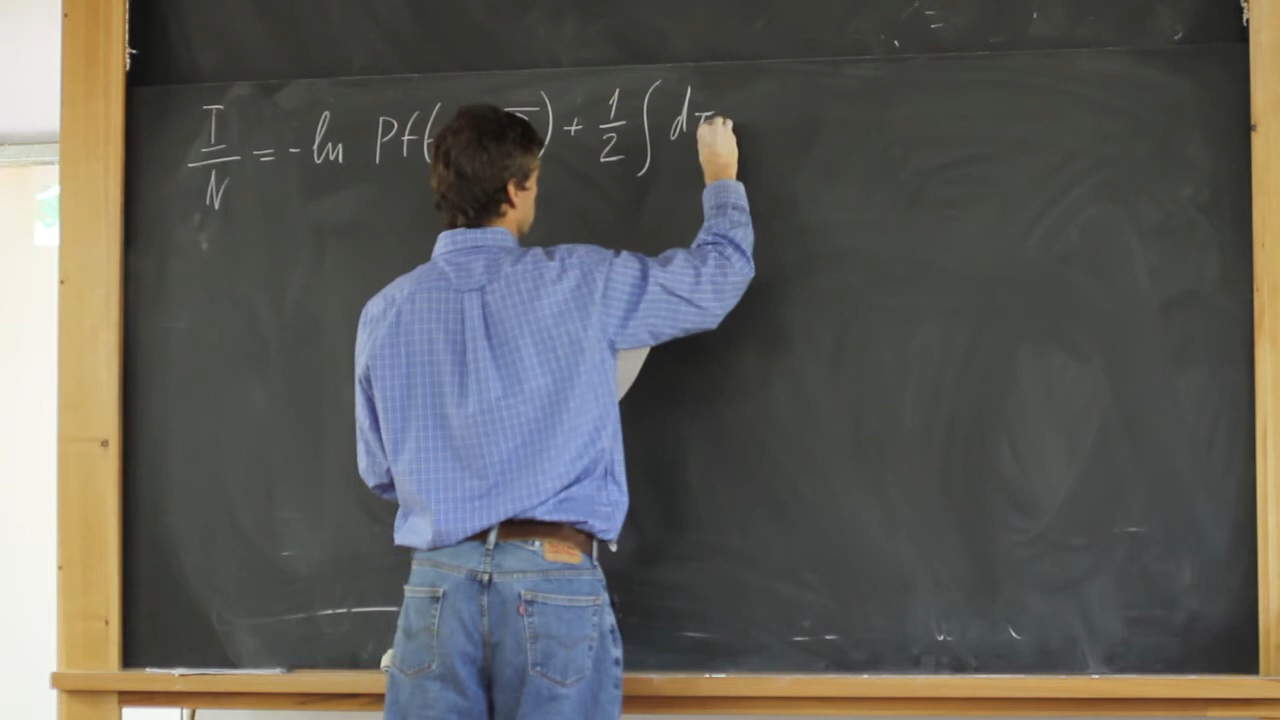 I/N = -ln Pf( ) + 1/2 ∫ dτ